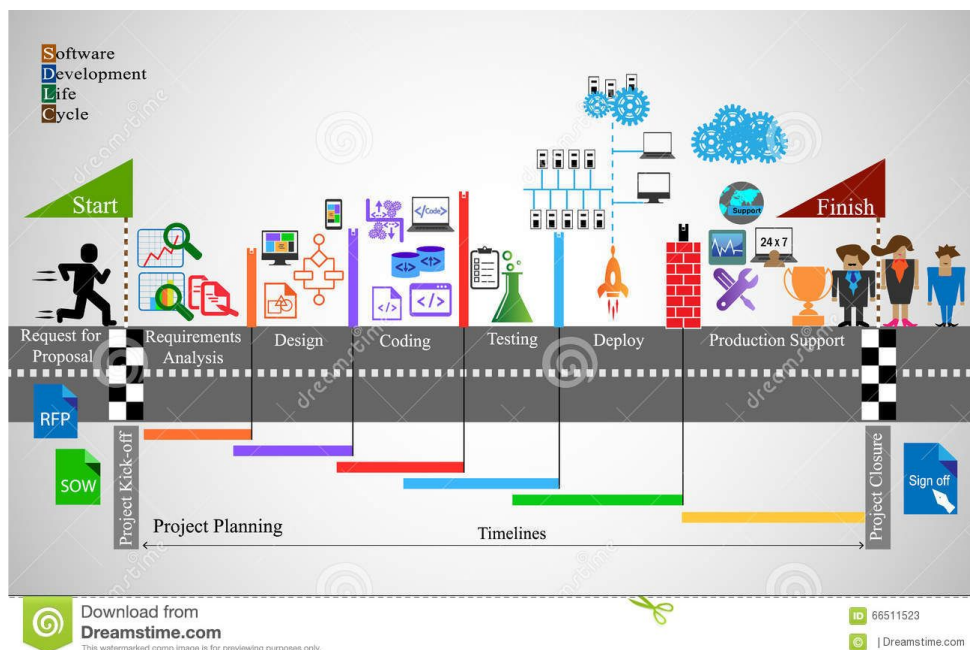 Software
Development
Life
Cycle
Start
Finish
</Code>
Support
24 x 7
Request for
Proposal
Requirements
Analysis
Design
Coding
Testing
Deploy
Production Support
RFP
SOW
Project Kick-off
Project Planning
Timelines
Project Closure
Sign off
dreamstime
Download from
Dreamstime.com
This watermarked comp image is for previewing purposes only.
ID 66511523
© | Dreamstime.com